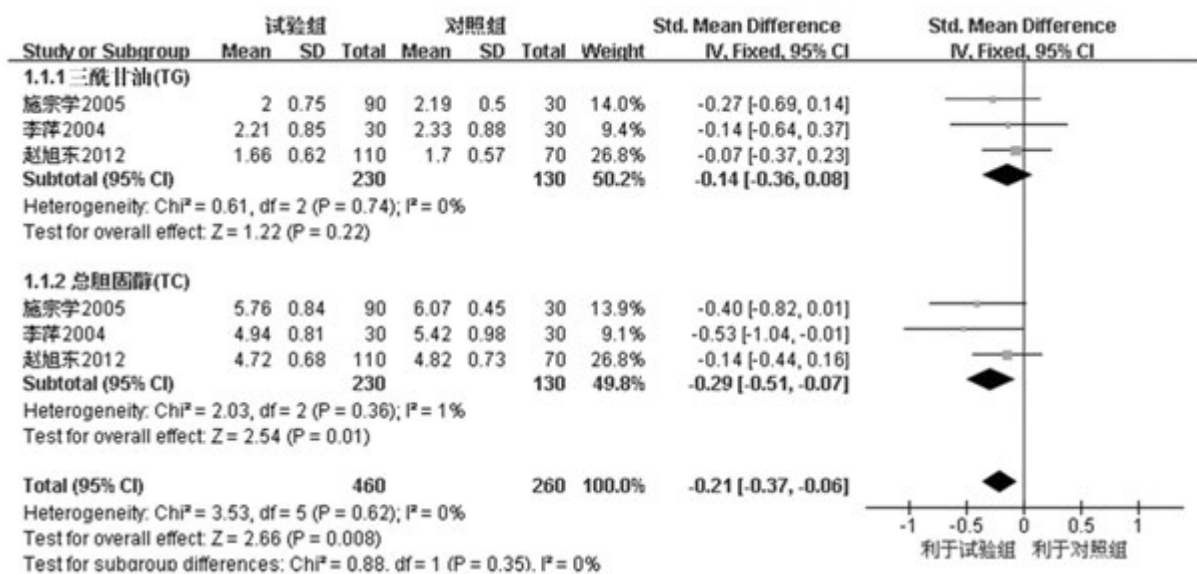 试验组 对照组 Std. Mean Difference Std. Mean Difference
Study or Subgroup Mean SD Total Mean SD Total Weight IV, Fixed, 95% CI IV, Fixed, 95% CI
1.1.1 三酰甘油(TG)
施宗学2005 2 0.75 90 2.19 0.5 30 14.0% -0.27 [-0.69, 0.14]
李萍2004 2.21 0.85 30 2.33 0.88 30 9.4% -0.14 [-0.64, 0.37]
赵旭东2012 1.66 0.62 110 1.7 0.57 70 26.8% -0.07 [-0.37, 0.23]
Subtotal (95% CI) 230 130 50.2% -0.14 [-0.36, 0.08]
Heterogeneity: Chi² = 0.61, df = 2 (P = 0.74); I² = 0%
Test for overall effect: Z = 1.22 (P = 0.22)
1.1.2 总胆固醇(TC)
施宗学2005 5.76 0.84 90 6.07 0.45 30 13.9% -0.40 [-0.82, 0.01]
李萍2004 4.94 0.81 30 5.42 0.98 30 9.1% -0.53 [-1.04, -0.01]
赵旭东2012 4.72 0.68 110 4.82 0.73 70 26.8% -0.14 [-0.44, 0.16]
Subtotal (95% CI) 230 130 49.8% -0.29 [-0.51, -0.07]
Heterogeneity: Chi² = 2.03, df = 2 (P = 0.36); I² = 1%
Test for overall effect: Z = 2.54 (P = 0.01)
Total (95% CI) 460 260 100.0% -0.21 [-0.37, -0.06]
Heterogeneity: Chi² = 3.53, df = 5 (P = 0.62); I² = 0%
Test for overall effect: Z = 2.66 (P = 0.008)
Test for subgroup differences: Chi² = 0.88, df = 1 (P = 0.35), I² = 0%
-1 -0.5 0 0.5 1
利于试验组 利于对照组